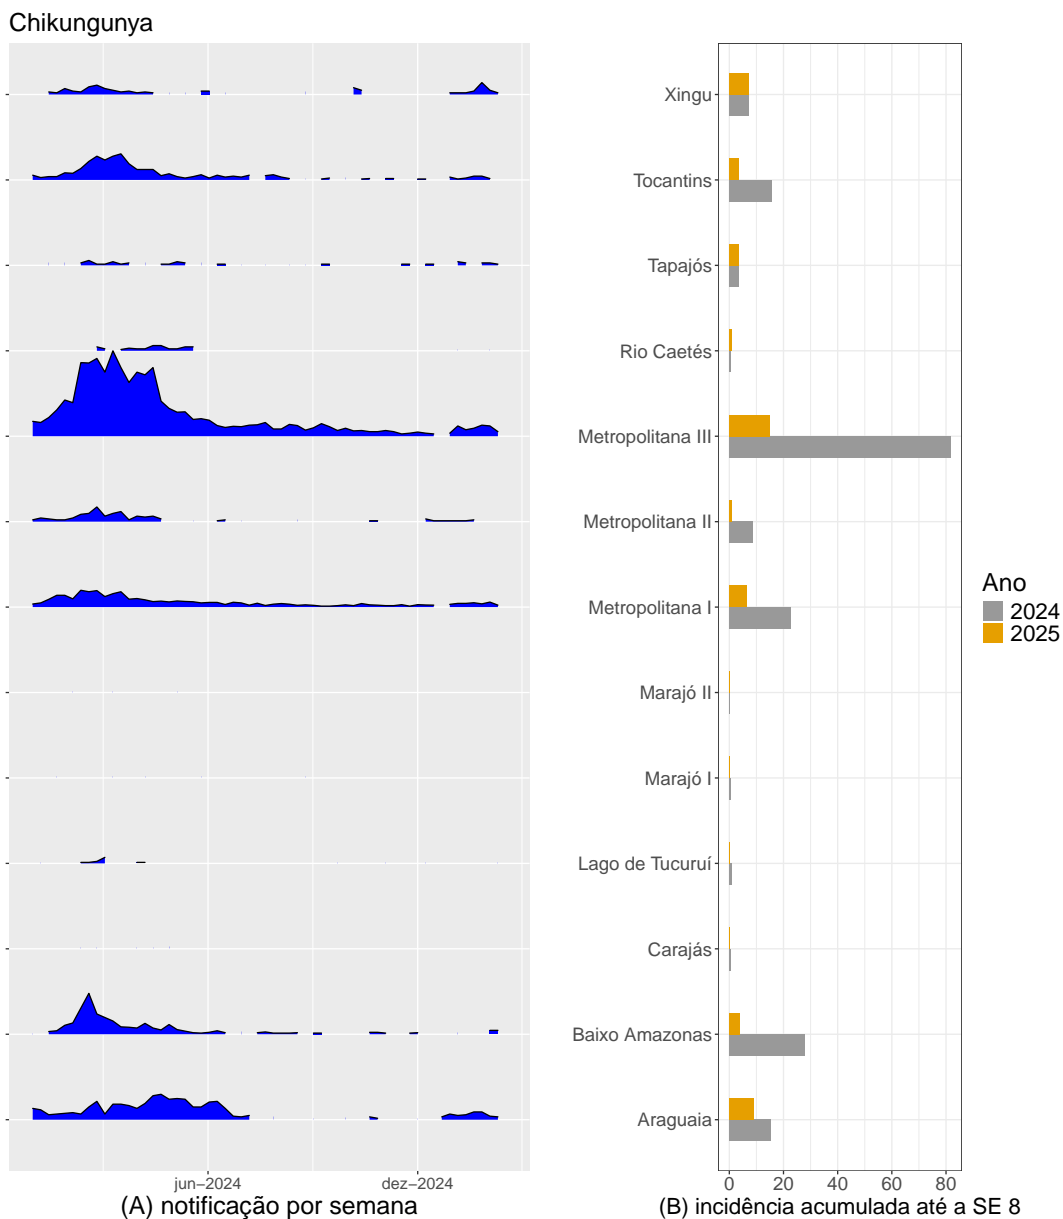 Chikungunya
Xingu
Tocantins
Tapajós
Rio Caetés
Metropolitana III
Metropolitana II
Metropolitana I
Marajó II
Marajó I
Lago de Tucuruí
Carajás
Baixo Amazonas
Araguaia
jun−2024 dez−2024
(A) notificação por semana
0 20 40 60 80
(B) incidência acumulada até a SE 8
Ano
2024
2025